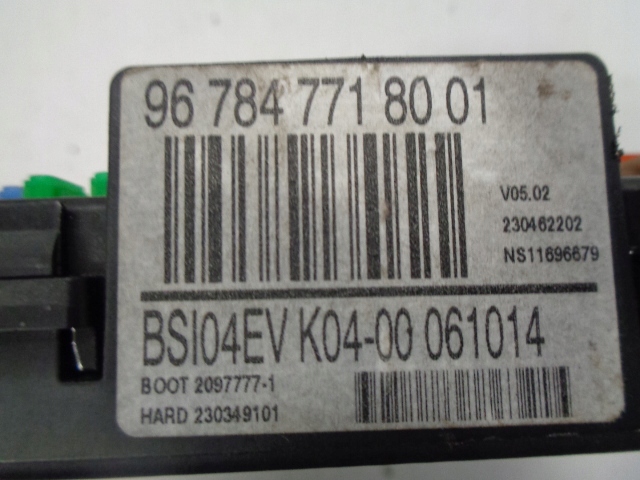 96 784 771 80 01
V05.02
230462202
NS11696679
BSI04EV K04-00 061014
BOOT 2097777-1
HARD 230349101